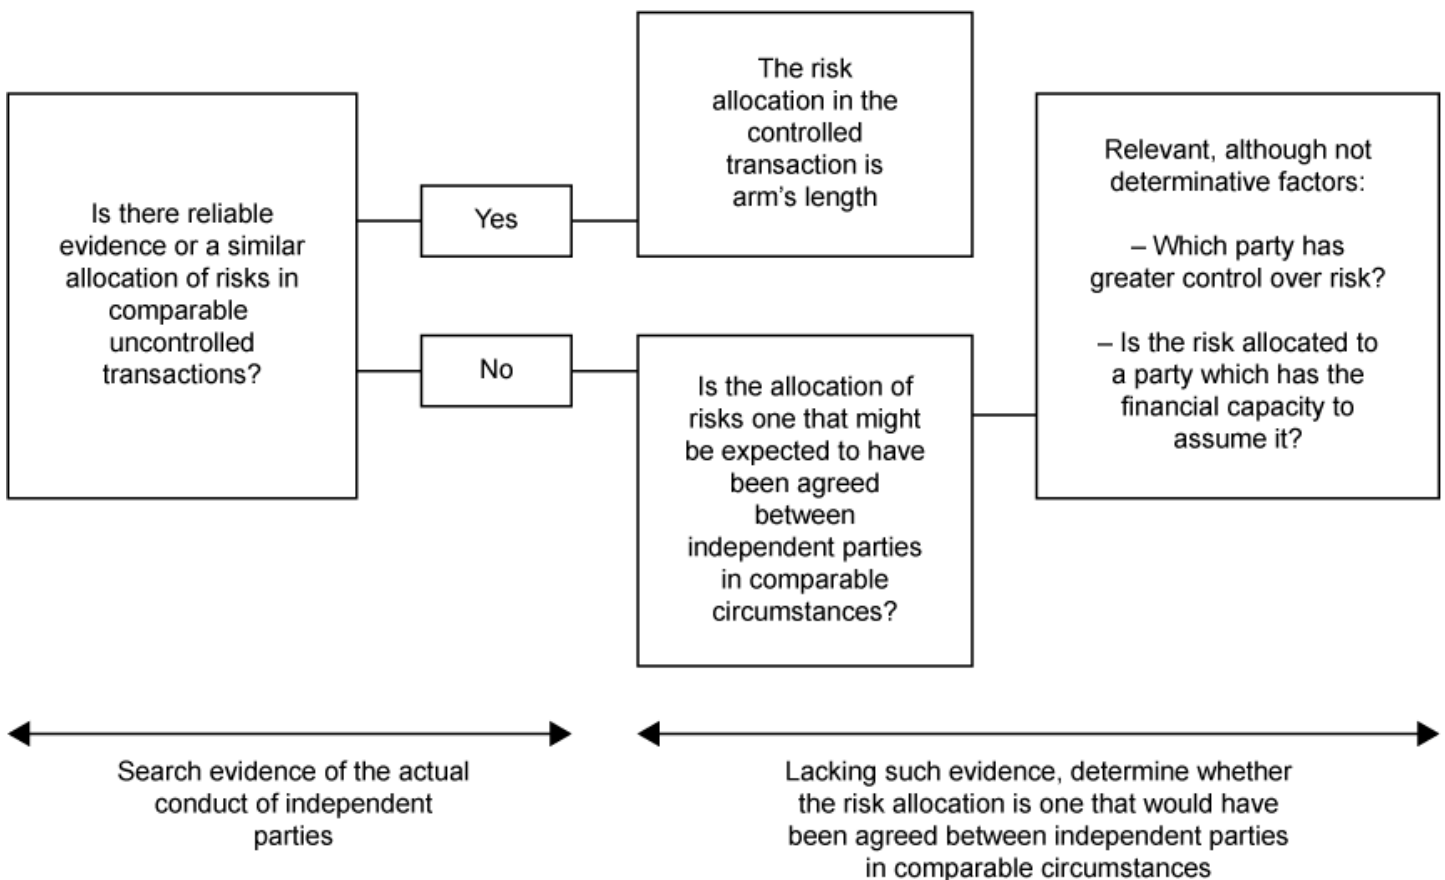 Is there reliable
evidence or a similar
allocation of risks in
comparable
uncontrolled
transactions?
Yes
The risk
allocation in the
controlled
transaction is
arm's length
No
Is the allocation of
risks one that might
be expected to have
been agreed
between
independent parties
in comparable
circumstances?
Relevant, although not
determinative factors:
– Which party has
greater control over risk?
– Is the risk allocated to
a party which has the
financial capacity to
assume it?
Search evidence of the actual
conduct of independent
parties
Lacking such evidence, determine whether
the risk allocation is one that would have
been agreed between independent parties
in comparable circumstances